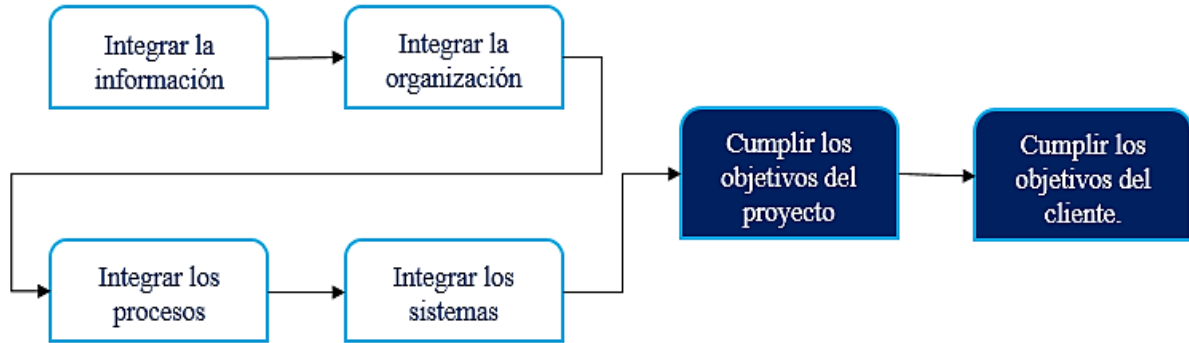 Integrar la
información
Integrar la
organización
Cumplir los
objetivos del
proyecto
Cumplir los
objetivos del
cliente.
Integrar los
procesos
Integrar los
sistemas